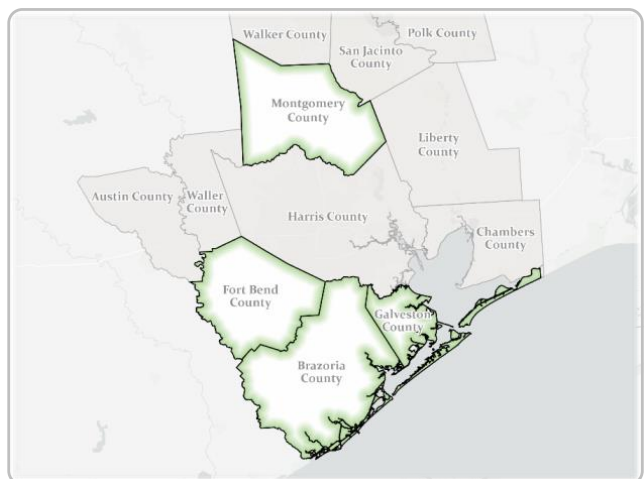 Walker County
Polk County
San Jacinto
County
Montgomery
County
Liberty
County
Austin County
Waller
County
Harris County
Chambers
County
Fort Bend
County
Galveston
County
Brazoria
County